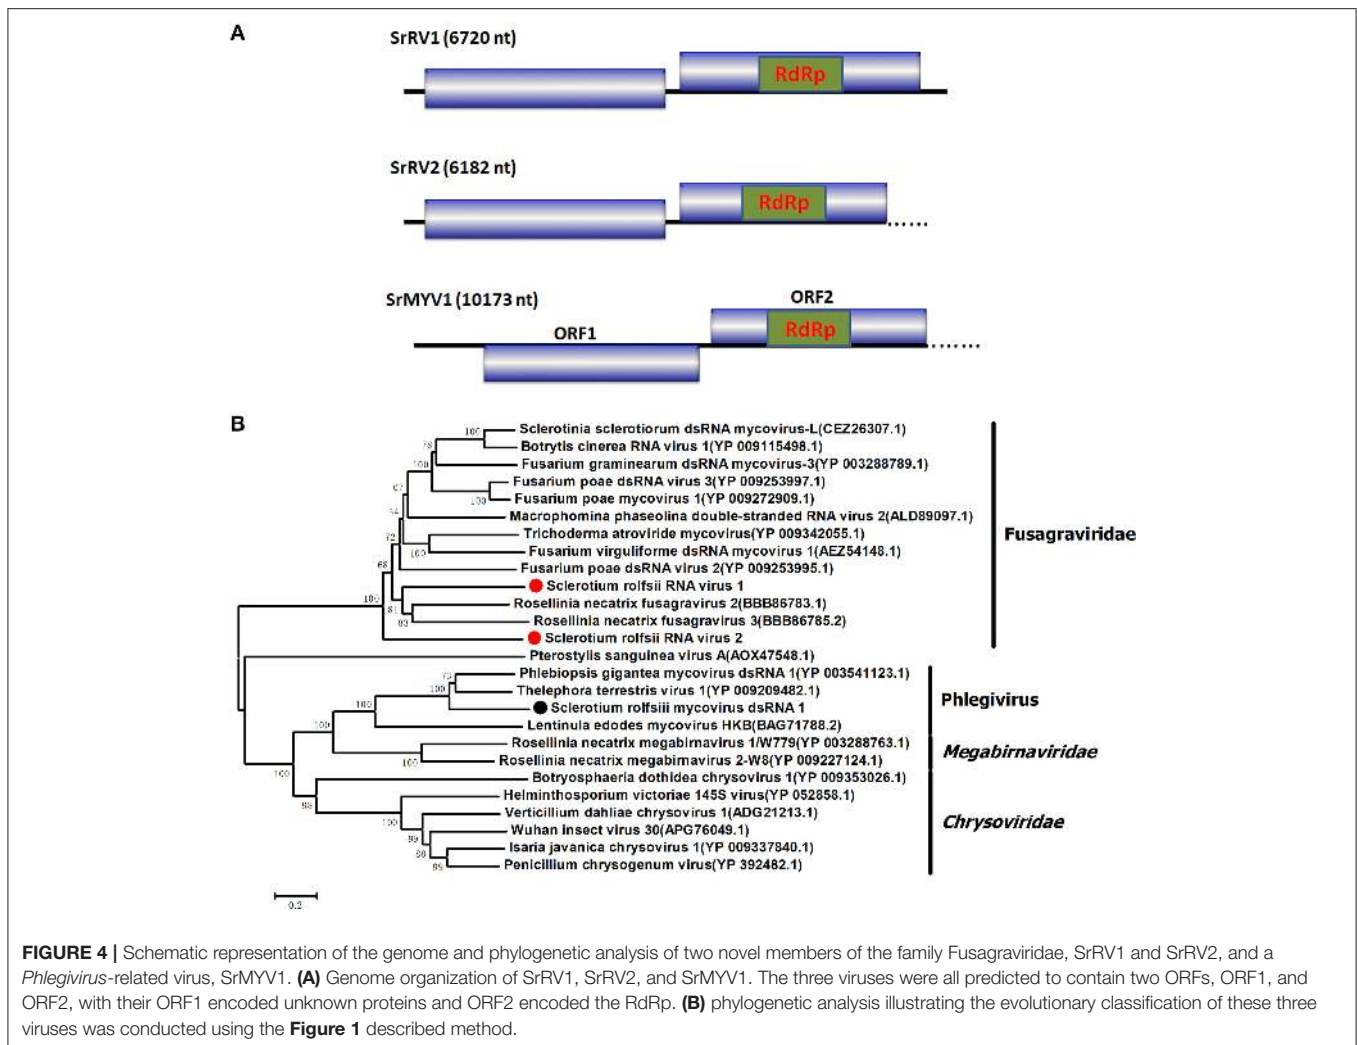 A
SrRV1 (6720 nt)
RdRp
SrRV2 (6182 nt)
RdRp
......
SrMYV1 (10173 nt)
ORF2
ORF1
RdRp
.......
B
Sclerotinia sclerotiorum dsRNA mycovirus-L(CEZ26307.1)
Botrytis cinerea RNA virus 1(YP 009115498.1)
Fusarium graminearum dsRNA mycovirus-3(YP 003288789.1)
Fusarium poae dsRNA virus 3(YP 009253997.1)
Fusarium poae mycovirus 1(YP 009272909.1)
Macrophomina phaseolina double-stranded RNA virus 2(ALD89097.1)
Trichoderma atroviride mycovirus(YP 009342055.1)
Fusarium virguliforme dsRNA mycovirus 1(AEZ54148.1)
Fusarium poae dsRNA virus 2(YP 009253995.1)
Sclerotium rolfsii RNA virus 1
Rosellinia necatrix fusagravirus 2(BBB86783.1)
Rosellinia necatrix fusagravirus 3(BBB86785.2)
Sclerotium rolfsii RNA virus 2
Pterostylis sanguinea virus A(AOX47548.1)
Phlebiopsis gigantea mycovirus dsRNA 1(YP 003541123.1)
Thelephora terrestris virus 1(YP 009209482.1)
Sclerotium rolfsiii mycovirus dsRNA 1
Lentinula edodes mycovirus HKB(BAG71788.2)
Rosellinia necatrix megabirnavirus 1/W779(YP 003288763.1)
Rosellinia necatrix megabirnavirus 2-W8(YP 009227124.1)
Botryosphaeria dothidea chrysovirus 1(YP 009353026.1)
Helminthosporium victoriae 145S virus(YP 052858.1)
Verticillium dahliae chrysovirus 1(ADG21213.1)
Wuhan insect virus 30(APG76049.1)
Isaria javanica chrysovirus 1(YP 009337840.1)
Penicillium chrysogenum virus(YP 392482.1)
Fusagraviridae
Phlegivirus
Megabirnaviridae
Chrysoviridae
100
78
100
100
72
100
68
100
81
100
100
100
100
100
100
99
0.2
FIGURE 4 | Schematic representation of the genome and phylogenetic analysis of two novel members of the family Fusagraviridae, SrRV1 and SrRV2, and a
Phlegivirus-related virus, SrMYV1. (A) Genome organization of SrRV1, SrRV2, and SrMYV1. The three viruses were all predicted to contain two ORFs, ORF1, and
ORF2, with their ORF1 encoded unknown proteins and ORF2 encoded the RdRp. (B) phylogenetic analysis illustrating the evolutionary classification of these three
viruses was conducted using the Figure 1 described method.